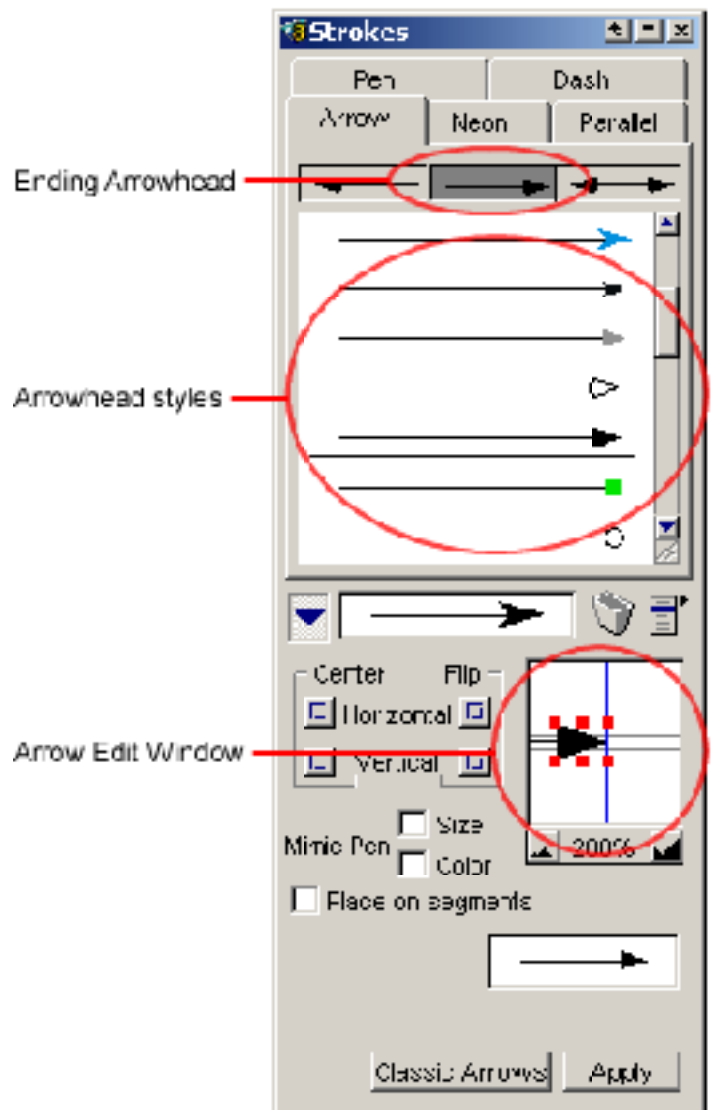 Strokes
Pen Dash
Arrow Neon Parallel
Ending Arrowhead
Arrowhead styles
Center Flip
Horizontal
Arrow Edit Window
Vertical
Size
Mimic Pen
Color
200%
Place on segments
Classic Arrows Apply